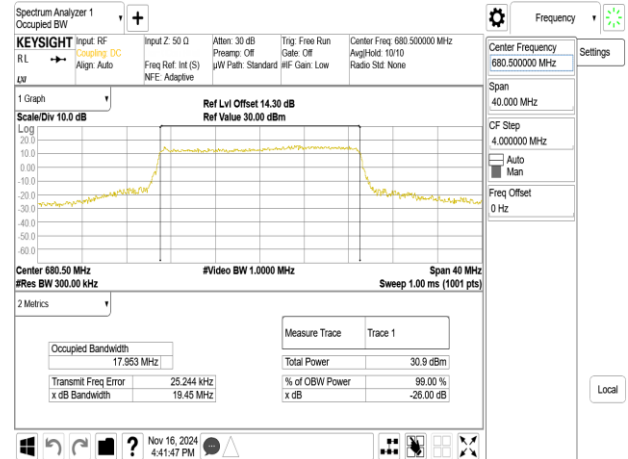 Spectrum Analyzer 1
Occupied BW
Frequency
KEYSIGHT
RL
LXI
Input: RF
Coupling: DC
Align: Auto
Input Z: 50 Ω
Freq Ref: Int (S)
NFE: Adaptive
Atten: 30 dB
Preamp: Off
µW Path: Standard
Trig: Free Run
Gate: Off
#IF Gain: Low
Center Freq: 680.500000 MHz
Avg|Hold: 10/10
Radio Std: None
Center Frequency
680.500000 MHz
Settings
Span
40.000 MHz
CF Step
4.000000 MHz
Auto
Man
Freq Offset
0 Hz
Local
1 Graph
Scale/Div 10.0 dB
Ref Lvl Offset 14.30 dB
Ref Value 30.00 dBm
Log
20.0
10.0
0.00
-10.0
-20.0
-30.0
-40.0
-50.0
-60.0
Center 680.50 MHz
#Video BW 1.0000 MHz
Span 40 MHz
#Res BW 300.00 kHz
Sweep 1.00 ms (1001 pts)
2 Metrics
Measure Trace Trace 1
Occupied Bandwidth
17.953 MHz
Total Power 30.9 dBm
Transmit Freq Error 25.244 kHz
% of OBW Power 99.00 %
x dB Bandwidth 19.45 MHz
x dB -26.00 dB
Nov 16, 2024
4:41:47 PM